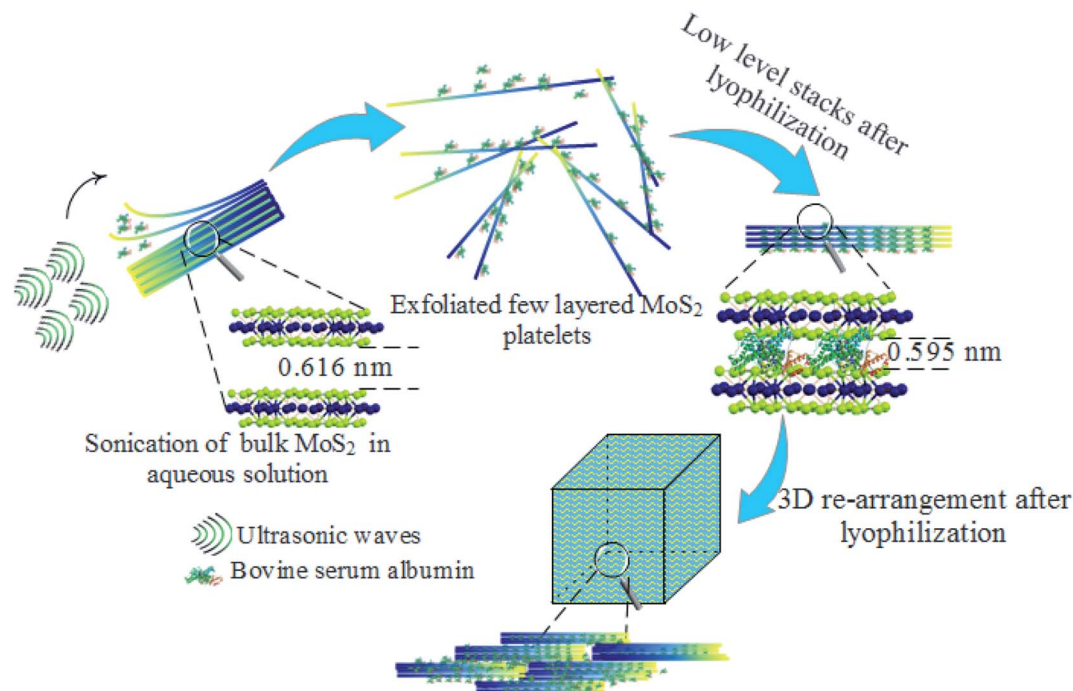 Low level stacks after
lyophilization
Exfoliated few layered MoS₂
platelets
0.616 nm
0.595 nm
Sonication of bulk MoS₂ in
aqueous solution
3D re-arrangement after
lyophilization
Ultrasonic waves
Bovine serum albumin